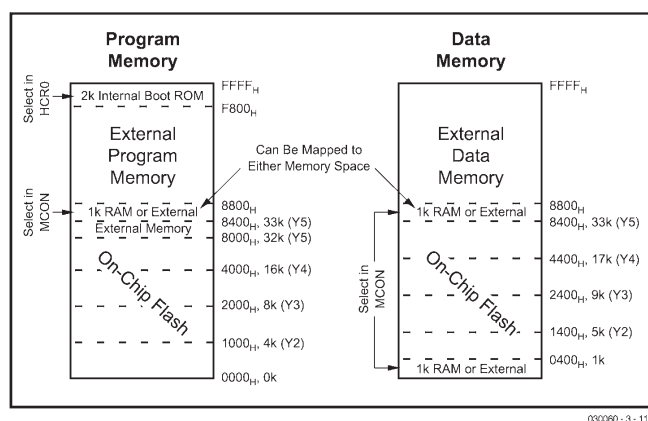 Program
Memory
Data
Memory
Select in
HCR0
2k Internal Boot ROM
FFFFH
F800H
External
Program
Memory
Can Be Mapped to
Either Memory Space
Select in
MCON
1k RAM or External
External Memory
8800H
8400H, 33k (Y5)
8000H, 32k (Y5)
4000H, 16k (Y4)
2000H, 8k (Y3)
1000H, 4k (Y2)
0000H, 0k
On-Chip Flash
FFFFH
External
Data
Memory
8800H
1k RAM or External
8400H, 33k (Y5)
4400H, 17k (Y4)
2400H, 9k (Y3)
1400H, 5k (Y2)
0400H, 1k
On-Chip Flash
Select in
MCON
1k RAM or External
030060 - 3 - 11